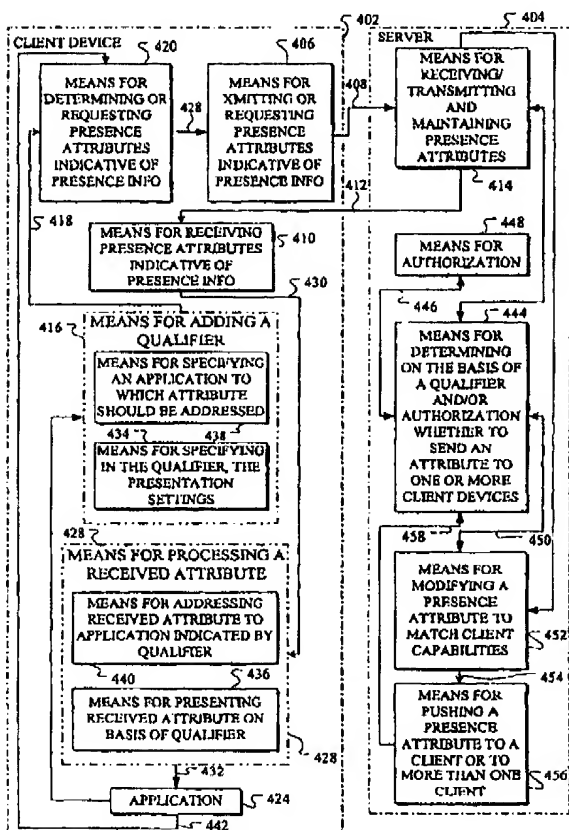 CLIENT DEVICE
420
406
402
SERVER
404
MEANS FOR
DETERMINING OR
REQUESTING
PRESENCE
ATTRIBUTES
INDICATIVE OF
PRESENCE INFO
428
MEANS FOR
XMITTING OR
REQUESTING
PRESENCE
ATTRIBUTES
INDICATIVE OF
PRESENCE INFO
408
MEANS FOR
RECEIVING/
TRANSMITTING
AND
MAINTAINING
PRESENCE
ATTRIBUTES
412
414
418
MEANS FOR RECEIVING
PRESENCE ATTRIBUTES
INDICATIVE OF
PRESENCE INFO
410
430
448
MEANS FOR
AUTHORIZATION
446
444
416
MEANS FOR ADDING A
QUALIFIER
MEANS FOR SPECIFYING
AN APPLICATION TO
WHICH ATTRIBUTE
SHOULD BE ADDRESSED
434
438
MEANS FOR SPECIFYING
IN THE QUALIFIER, THE
PRESENTATION
SETTINGS
MEANS FOR
DETERMINING
ON THE BASIS OF
A QUALIFIER
AND/OR
AUTHORIZATION
WHETHER TO
SEND AN
ATTRIBUTE TO
ONE OR MORE
CLIENT DEVICES
458
450
428
MEANS FOR PROCESSING A
RECEIVED ATTRIBUTE
MEANS FOR ADDRESSING
RECEIVED ATTRIBUTE TO
APPLICATION INDICATED BY
QUALIFIER
440
436
MEANS FOR PRESENTING
RECEIVED ATTRIBUTE ON
BASIS OF QUALIFIER
428
MEANS FOR
MODIFYING A
PRESENCE
ATTRIBUTE TO
MATCH CLIENT
CAPABILITIES
452
454
MEANS FOR
PUSHING A
PRESENCE
ATTRIBUTE TO A
CLIENT OR TO
MORE THAN ONE
CLIENT
456
432
APPLICATION
424
442